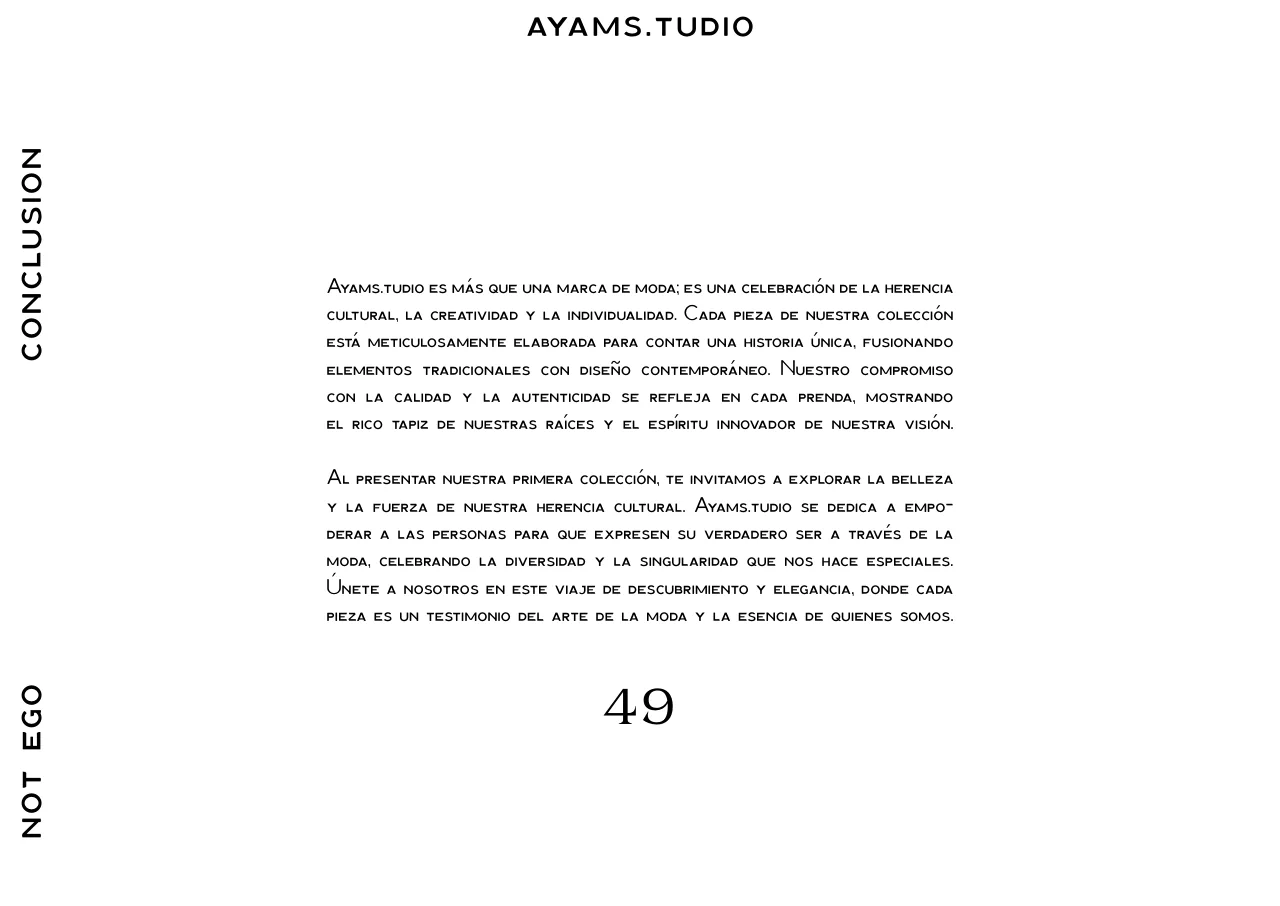 AYAMS.TUDIO
CONCLUSION
Ayams.tudio es más que una marca de moda; es una celebración de la herencia
cultural, la creatividad y la individualidad. Cada pieza de nuestra colección
está meticulosamente elaborada para contar una historia única, fusionando
elementos tradicionales con diseño contemporáneo. Nuestro compromiso
con la calidad y la autenticidad se refleja en cada prenda, mostrando
el rico tapiz de nuestras raíces y el espíritu innovador de nuestra visión.
Al presentar nuestra primera colección, te invitamos a explorar la belleza
y la fuerza de nuestra herencia cultural. Ayams.tudio se dedica a empo-
derar a las personas para que expresen su verdadero ser a través de la
moda, celebrando la diversidad y la singularidad que nos hace especiales.
Únete a nosotros en este viaje de descubrimiento y elegancia, donde cada
pieza es un testimonio del arte de la moda y la esencia de quienes somos.
49
NOT EGO